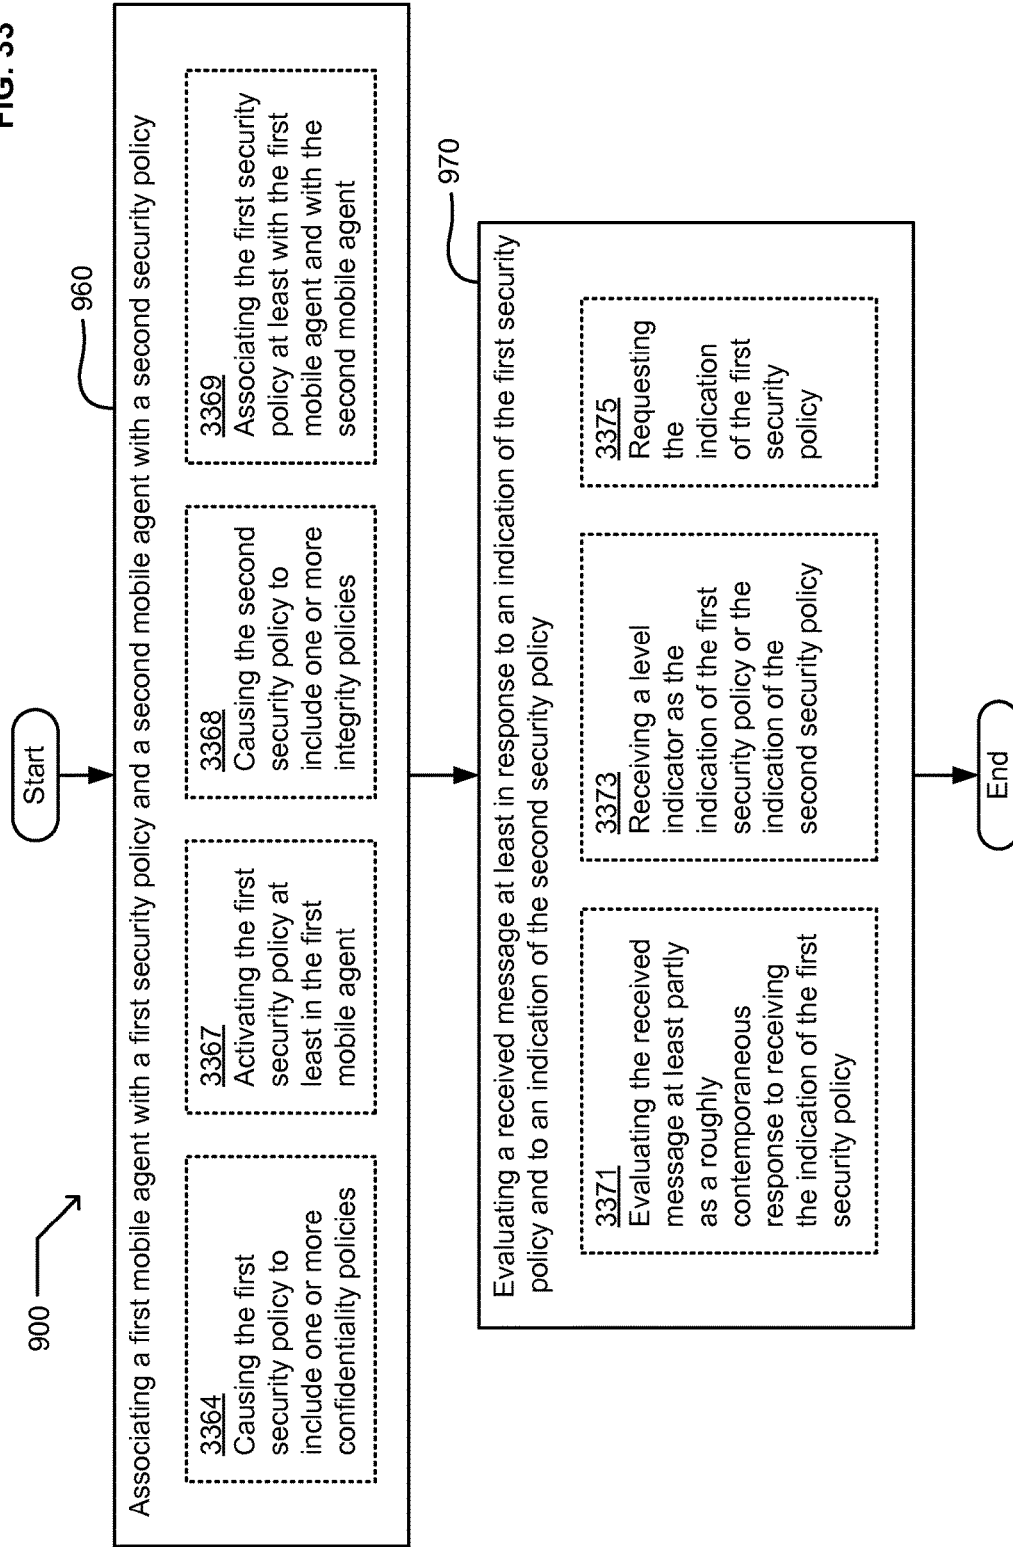 FIG. 33
900
Start
960
Associating a first mobile agent with a first security policy and a second mobile agent with a second security policy
3364
Causing the first
security policy to
include one or more
confidentiality policies
3367
Activating the first
security policy at
least in the first
mobile agent
3368
Causing the second
security policy to
include one or more
integrity policies
3369
Associating the first security
policy at least with the first
mobile agent and with the
second mobile agent
970
Evaluating a received message at least in response to an indication of the first security
policy and to an indication of the second security policy
3371
Evaluating the received
message at least partly
as a roughly
contemporaneous
response to receiving
the indication of the first
security policy
3373
Receiving a level
indicator as the
indication of the first
security policy or the
indication of the
second security policy
3375
Requesting
the
indication
of the first
security
policy
End